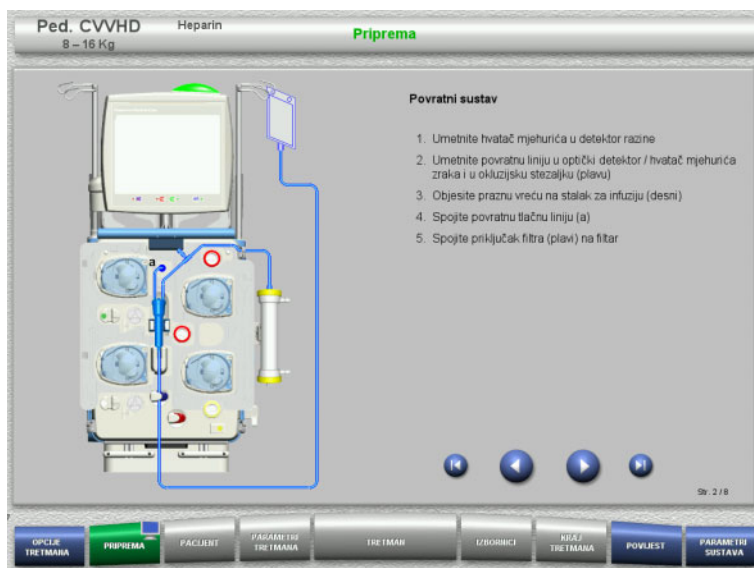 Ped. CVVHD Heparin
8 – 16 Kg
Priprema
Povratni sustav
1. Umetnite hvatač mjehurića u detektor razine
2. Umetnite povratnu liniju u optički detektor / hvatač mjehurića
zraka i u okluzijsku stezaljku (plavu)
3. Objesite praznu vreću na stalak za infuziju (desni)
4. Spojite povratnu tlačnu liniju (a)
5. Spojite priključak filtra (plavi) na filtar
a
Str. 2 / 8
OPCIJE
TRETMANA
PRIPREMA
PACIJENT
PARAMETRI
TRETMANA
TRETMAN
IZBORNICI
KRAJ
TRETMANA
POVIJEST
PARAMETRI
SUSTAVA